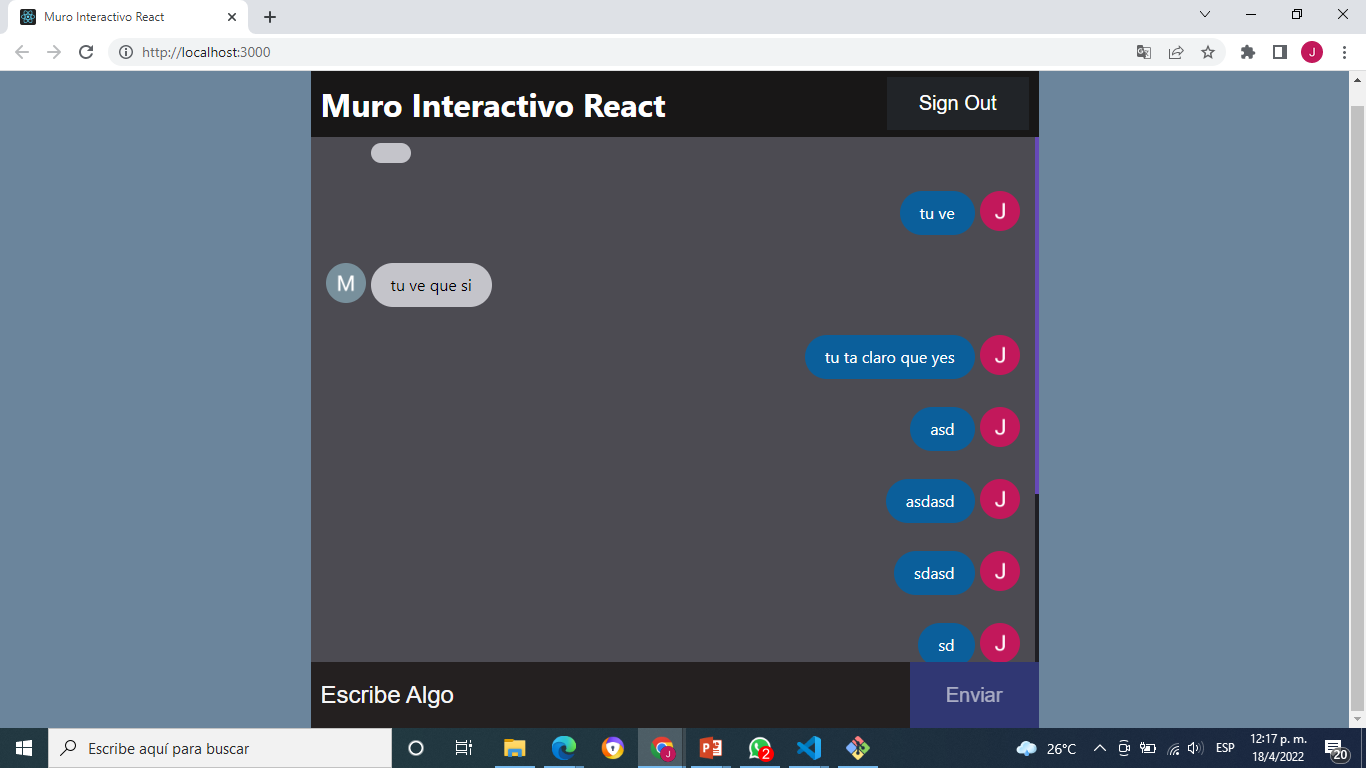 Muro Interactivo React
http://localhost:3000
J
Muro Interactivo React
Sign Out
tu ve
J
M
tu ve que si
tu ta claro que yes
J
asd
J
asdasd
J
sdasd
J
sd
J
Escribe Algo
Enviar
Escribe aquí para buscar
J
2
26°C
ESP
12:17 p. m.
18/4/2022
20